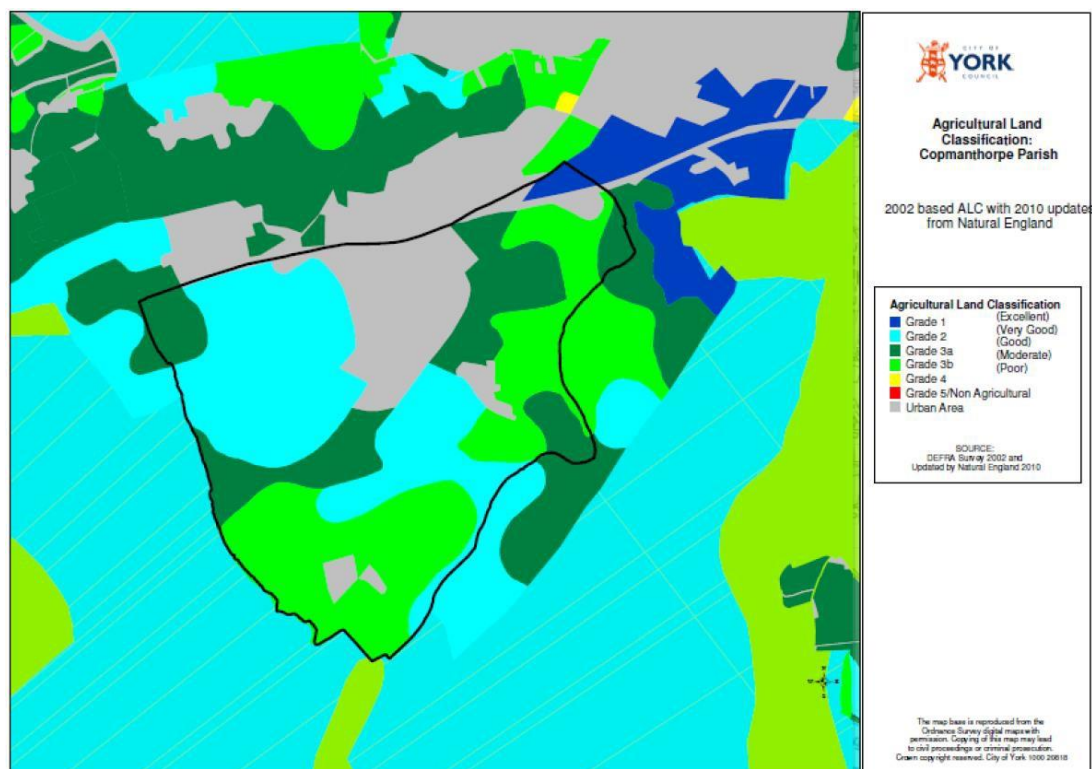 CITY OF
YORK
COUNCIL
Agricultural Land
Classification:
Copmanthorpe Parish
2002 based ALC with 2010 updates
from Natural England
Agricultural Land Classification
Grade 1 (Excellent)
Grade 2 (Very Good)
Grade 3a (Good)
Grade 3b (Moderate)
Grade 4 (Poor)
Grade 5/Non Agricultural
Urban Area
SOURCE:
DEFRA Survey 2002 and
Updated by Natural England 2010
The map base is reproduced from the
Ordnance Survey digital maps with
permission. Copying of this map may lead
to civil proceedings or criminal prosecution.
Crown copyright reserved. City of York 1000 20818